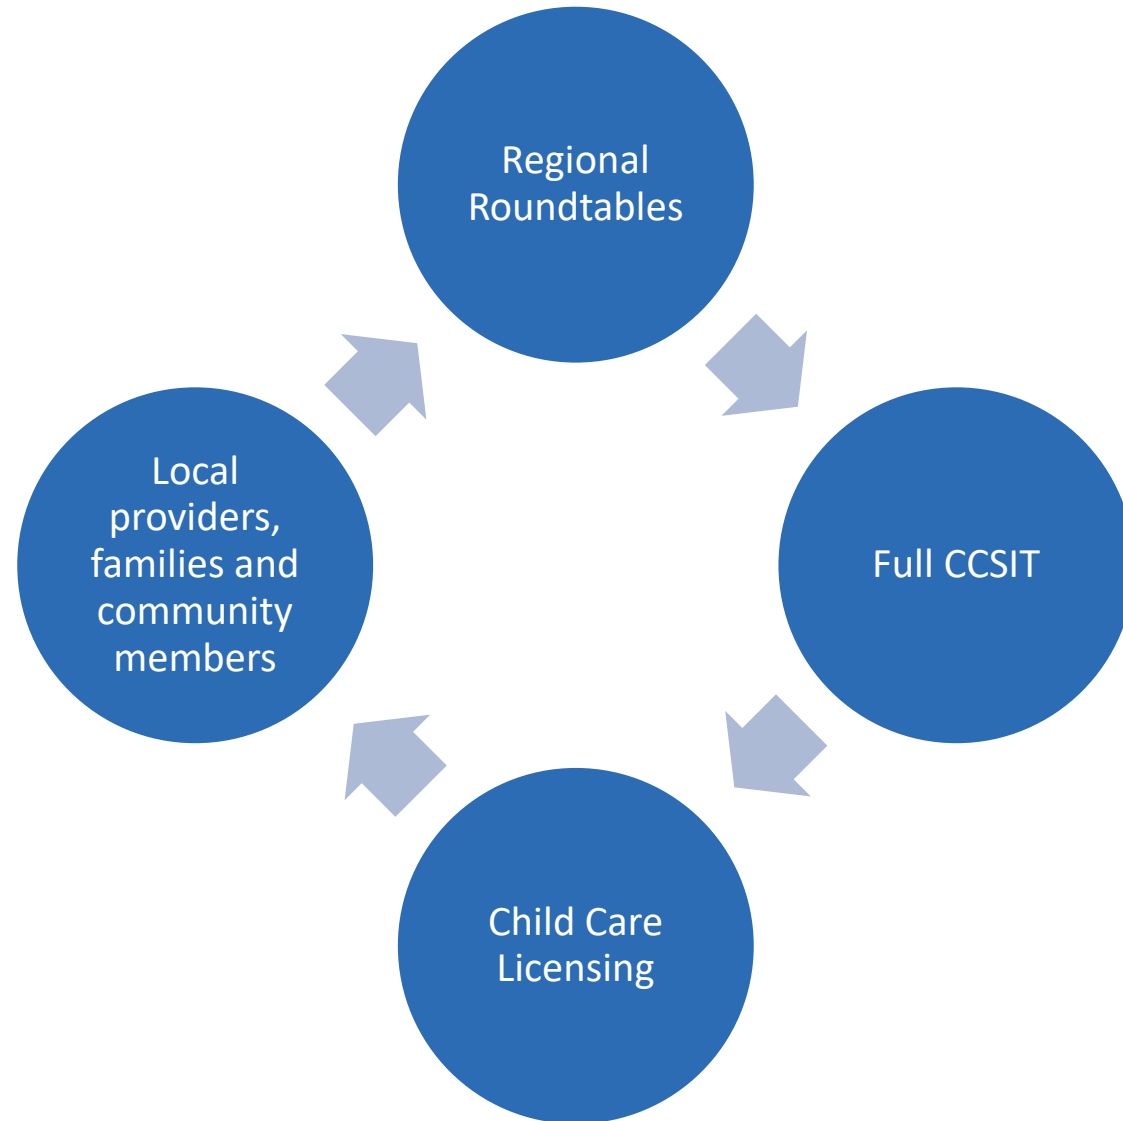 Regional
Roundtables
Full CCSIT
Child Care
Licensing
Local
providers,
families and
community
members